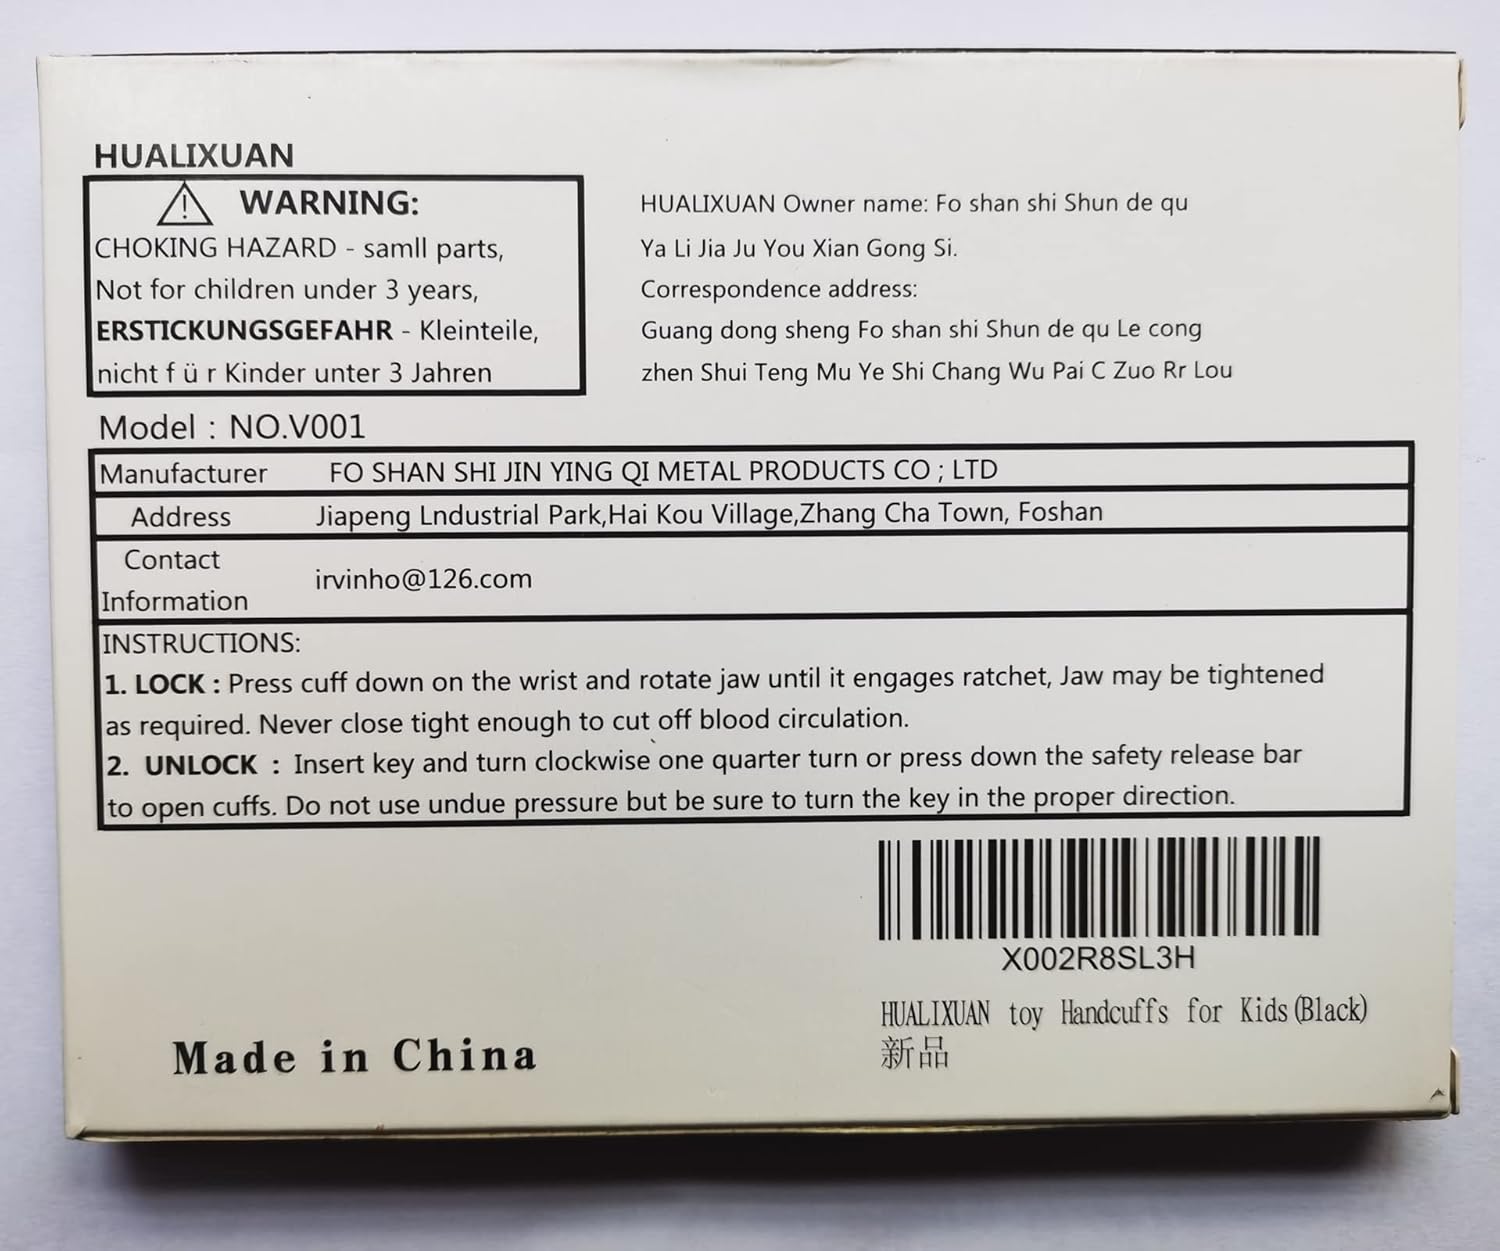 HUALIXUAN
WARNING:
CHOKING HAZARD - samll parts,
Not for children under 3 years,
ERSTICKUNGSGEFAHR - Kleinteile,
nicht f ü r Kinder unter 3 Jahren
HUALIXUAN Owner name: Fo shan shi Shun de qu
Ya Li Jia Ju You Xian Gong Si.
Correspondence address:
Guang dong sheng Fo shan shi Shun de qu Le cong
zhen Shui Teng Mu Ye Shi Chang Wu Pai C Zuo Rr Lou
Model : NO.V001
Manufacturer FO SHAN SHI JIN YING QI METAL PRODUCTS CO ; LTD
Address Jiapeng Lndustrial Park,Hai Kou Village,Zhang Cha Town, Foshan
Contact
Information
irvinho@126.com
INSTRUCTIONS:
1. LOCK : Press cuff down on the wrist and rotate jaw until it engages ratchet, Jaw may be tightened
as required. Never close tight enough to cut off blood circulation.
2. UNLOCK : Insert key and turn clockwise one quarter turn or press down the safety release bar
to open cuffs. Do not use undue pressure but be sure to turn the key in the proper direction.
X002R8SL3H
HUALIXUAN toy Handcuffs for Kids(Black)
新品
Made in China